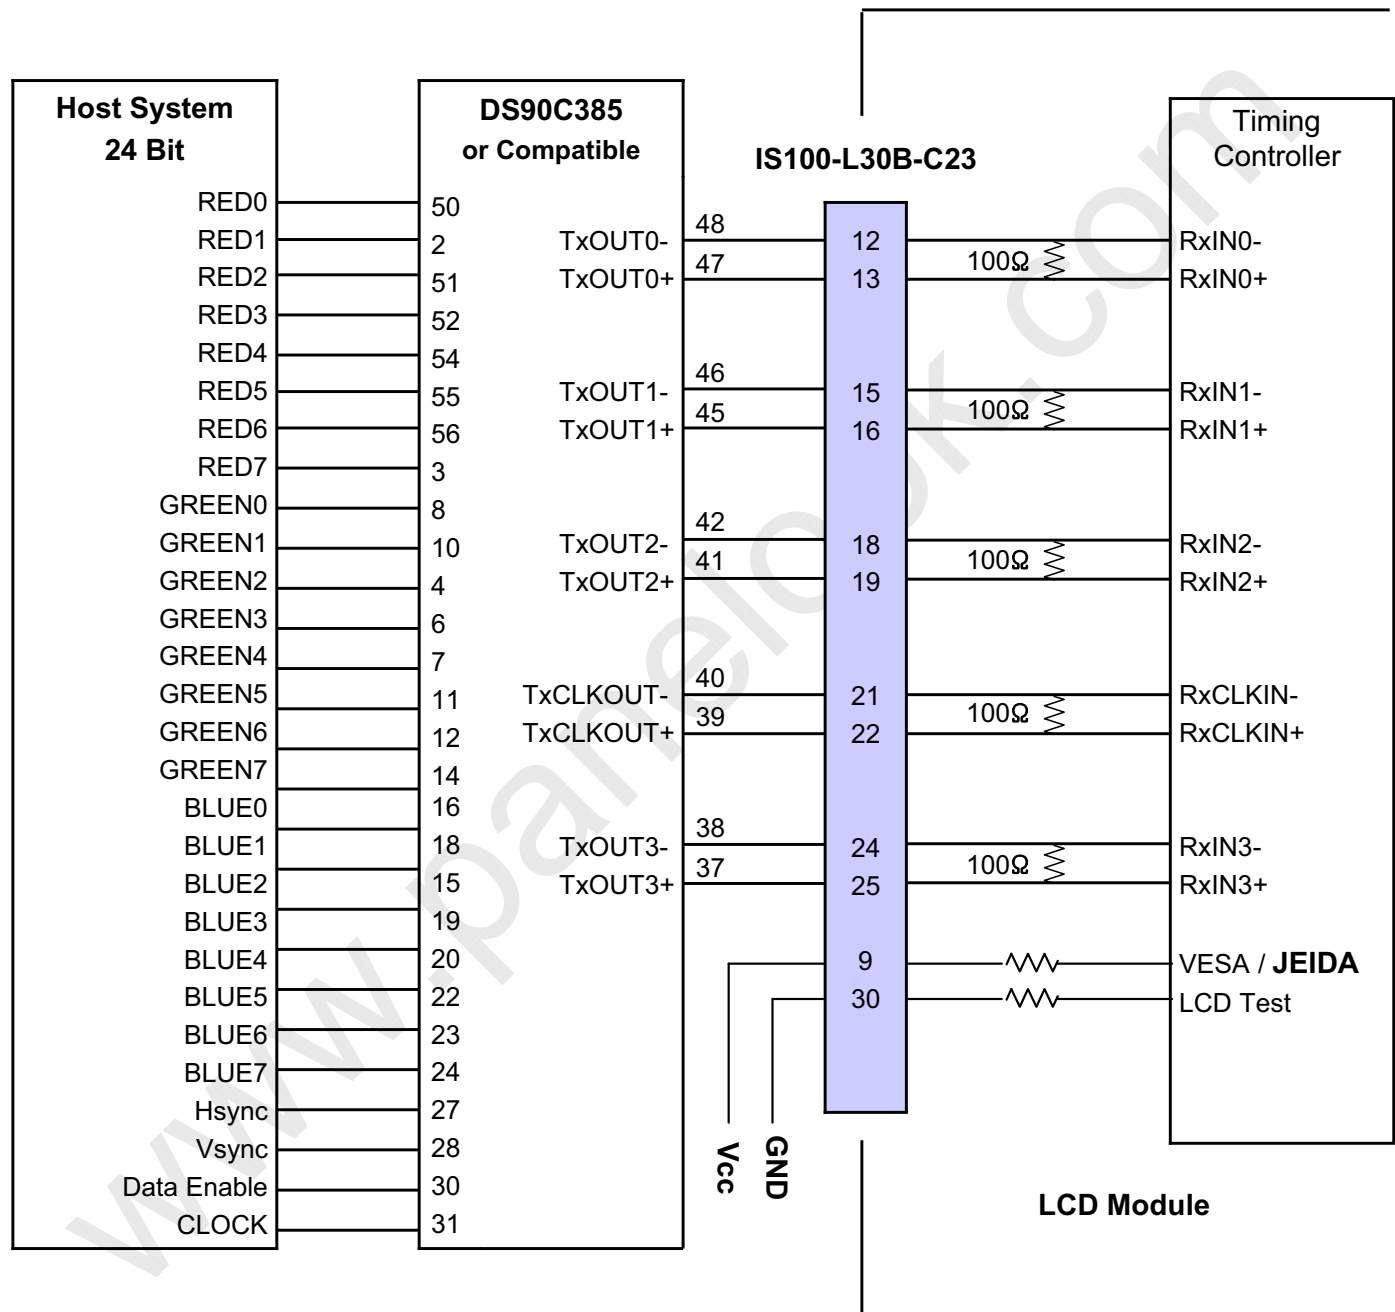 Host System
24 Bit
RED0
RED1
RED2
RED3
RED4
RED5
RED6
RED7
GREEN0
GREEN1
GREEN2
GREEN3
GREEN4
GREEN5
GREEN6
GREEN7
BLUE0
BLUE1
BLUE2
BLUE3
BLUE4
BLUE5
BLUE6
BLUE7
Hsync
Vsync
Data Enable
CLOCK
DS90C385
or Compatible
50
2
51
52
54
55
56
3
8
10
4
6
7
11
12
14
16
18
15
19
20
22
23
24
27
28
30
31
TxOUT0-
TxOUT0+
TxOUT1-
TxOUT1+
TxOUT2-
TxOUT2+
TxCLKOUT-
TxCLKOUT+
TxOUT3-
TxOUT3+
48
47
46
45
42
41
40
39
38
37
Vcc
GND
IS100-L30B-C23
12
13
15
16
18
19
21
22
24
25
9
30
100Ω
100Ω
100Ω
100Ω
100Ω
Timing
Controller
RxIN0-
RxIN0+
RxIN1-
RxIN1+
RxIN2-
RxIN2+
RxCLKIN-
RxCLKIN+
RxIN3-
RxIN3+
VESA / JEIDA
LCD Test
LCD Module
www.panelook.com